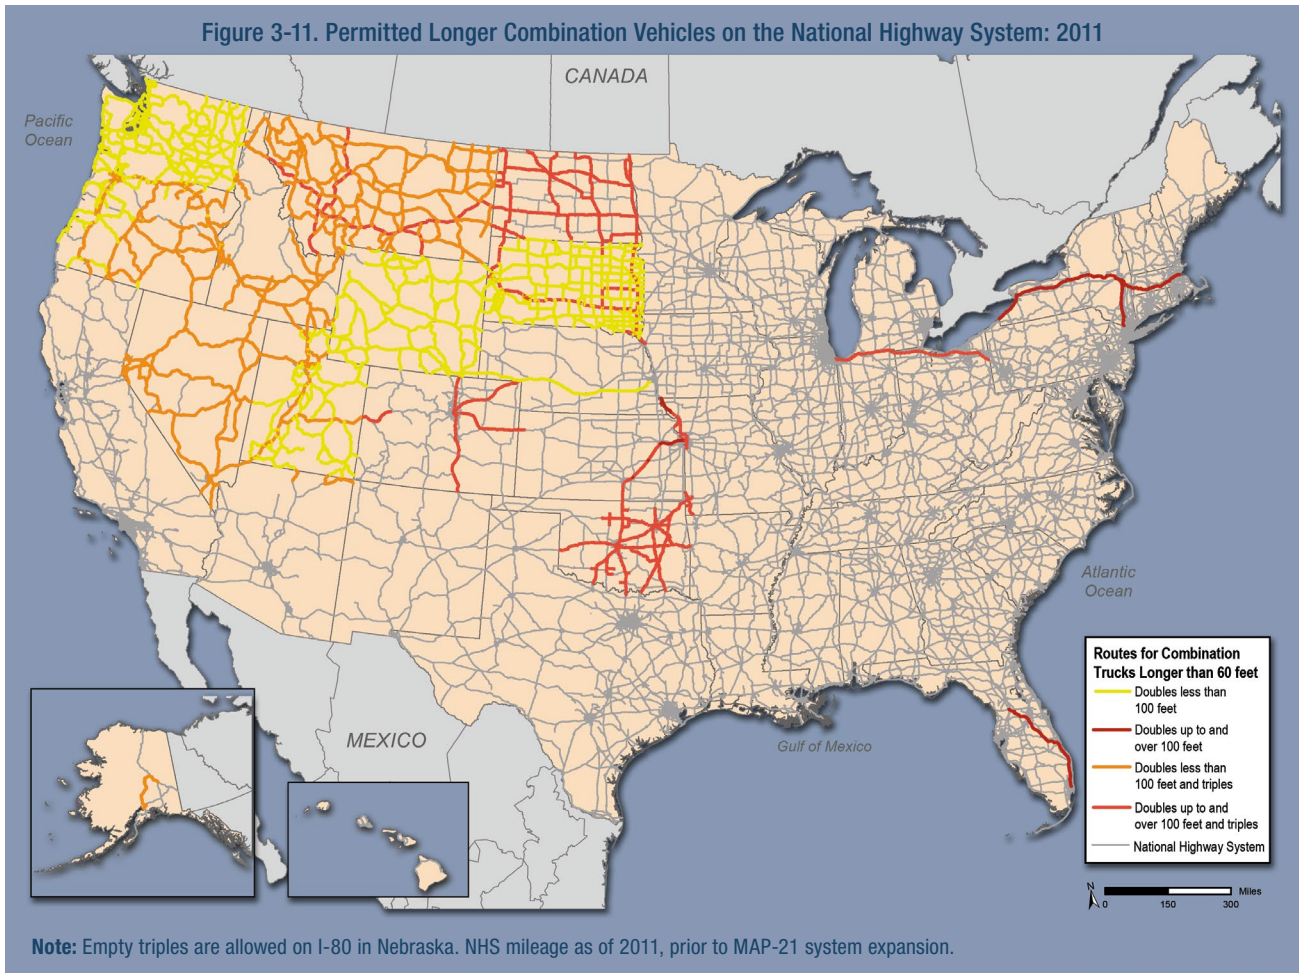 Figure 3-11. Permitted Longer Combination Vehicles on the National Highway System: 2011
CANADA
Pacific
Ocean
Atlantic
Ocean
MEXICO
Gulf of Mexico
Routes for Combination
Trucks Longer than 60 feet
Doubles less than
100 feet
Doubles up to and
over 100 feet
Doubles less than
100 feet and triples
Doubles up to and
over 100 feet and triples
National Highway System
N
Miles
0 150 300
Note: Empty triples are allowed on I-80 in Nebraska. NHS mileage as of 2011, prior to MAP-21 system expansion.